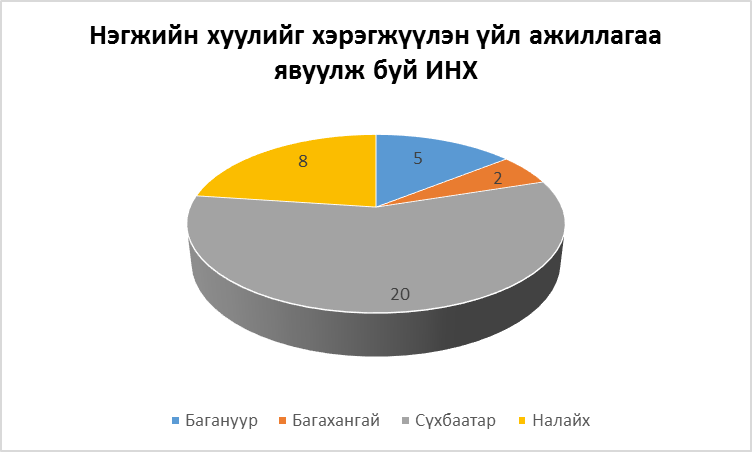 Нэгжийн хуулийг хэрэгжүүлэн үйл ажиллагаа
явуулж буй ИНХ
5
8
2
20
Багануур Багахангай Сүхбаатар Налайх